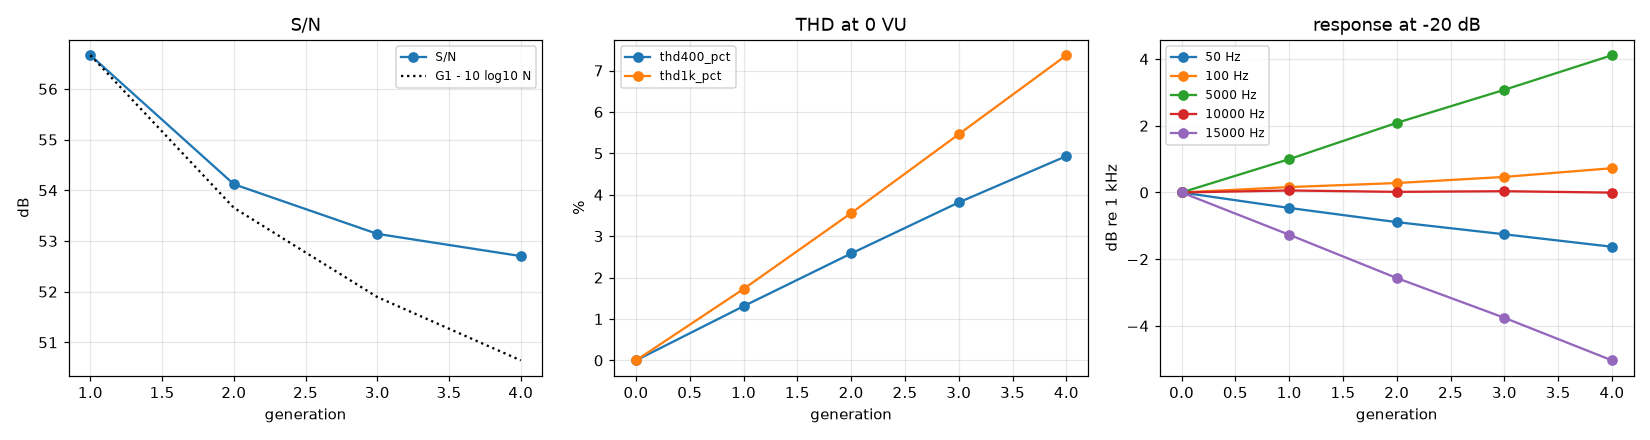 S/N
dB
56
55
54
53
52
51
1.0 1.5 2.0 2.5 3.0 3.5 4.0
generation
S/N
G1 - 10 log10 N
THD at 0 VU
%
7
6
5
4
3
2
1
0
0.0 0.5 1.0 1.5 2.0 2.5 3.0 3.5 4.0
generation
thd400_pct
thd1k_pct
response at -20 dB
dB re 1 kHz
4
2
0
−2
−4
0.0 0.5 1.0 1.5 2.0 2.5 3.0 3.5 4.0
generation
50 Hz
100 Hz
5000 Hz
10000 Hz
15000 Hz